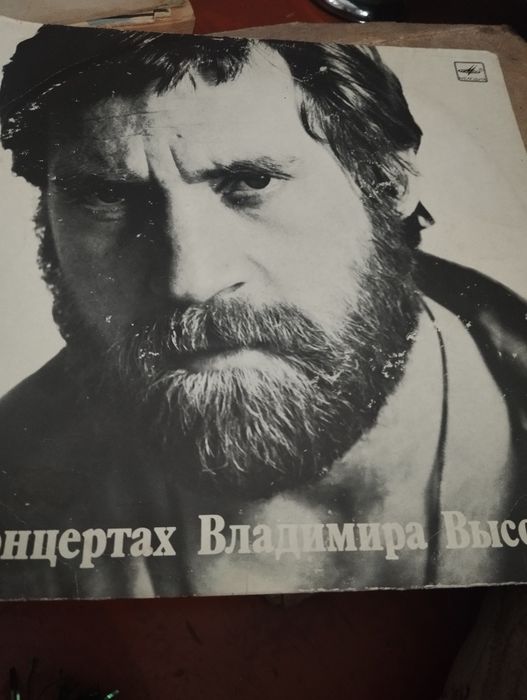 онцертах Владимира Высо